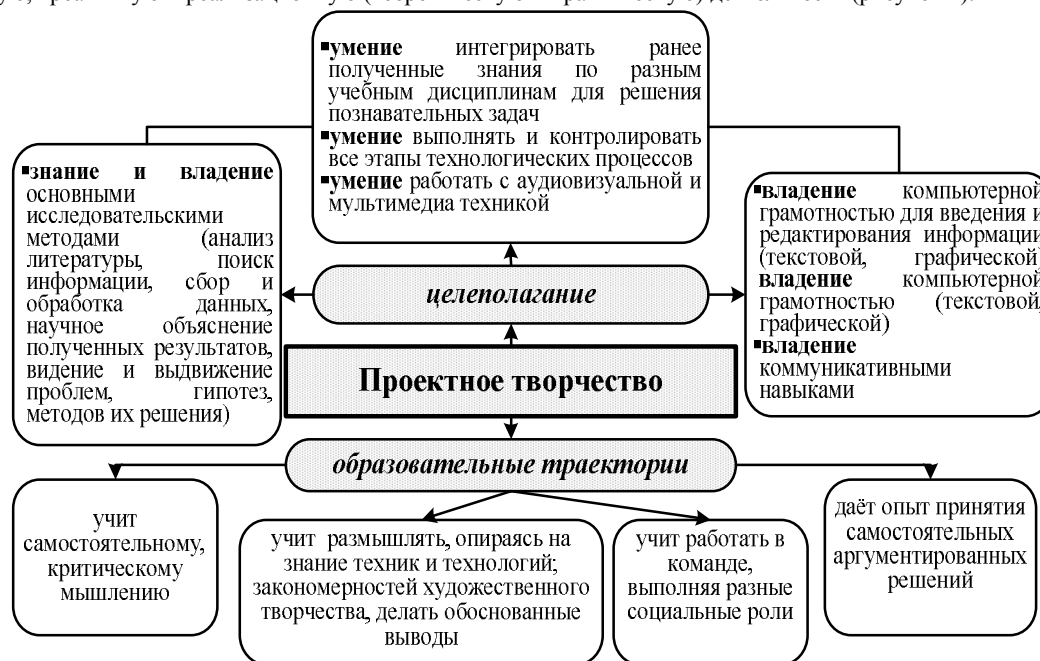 ▪умение интегрировать ранее
полученные знания по разным
учебным дисциплинам для решения
познавательных задач
▪умение выполнять и контролировать
все этапы технологических процессов
▪умение работать с аудиовизуальной и
мультимедиа техникой
▪знание и владение
основными
исследовательскими
методами (анализ
литературы, поиск
информации, сбор и
обработка данных,
научное объяснение
полученных результатов,
видение и выдвижение
проблем, гипотез,
методов их решения)
▪владение компьютерной
грамотностью для введения и
редактирования информации
(текстовой, графической)
владение компьютерной
грамотностью (текстовой,
графической)
▪владение
коммуникативными
навыками
целеполагание
Проектное творчество
образовательные траектории
учит
самостоятельному,
критическому
мышлению
учит размышлять, опираясь на
знание техник и технологий;
закономерностей художественного
творчества, делать обоснованные
выводы
учит работать в
команде,
выполняя разные
социальные роли
даёт опыт принятия
самостоятельных
аргументированных
решений